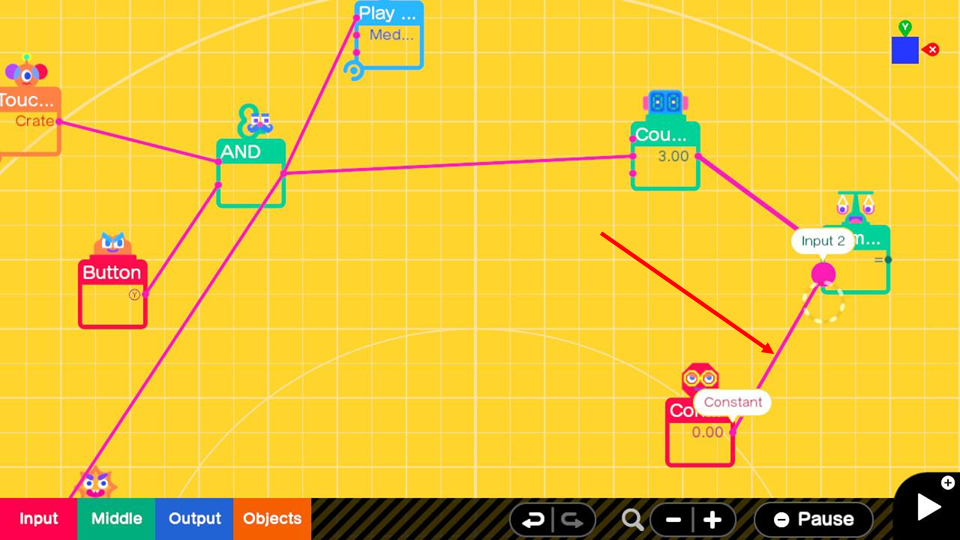 Play ...
Med...
Y
X
Touc...
Crate
AND
Cou...
3.00
Input 2
m...
=
Button
Y
Constant
Con...
0.00
Input
Middle
Output
Objects
Pause